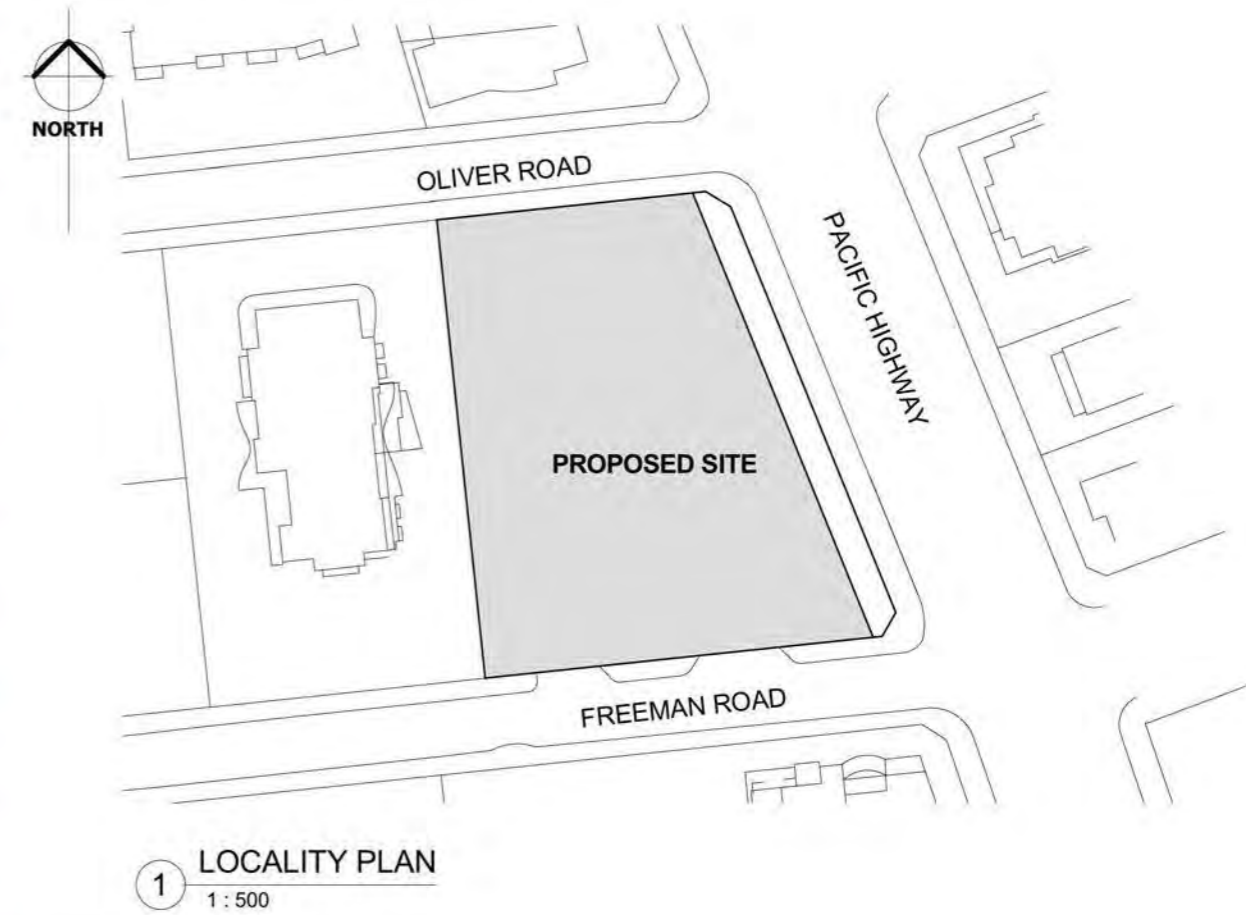 NORTH
OLIVER ROAD
PACIFIC HIGHWAY
PROPOSED SITE
FREEMAN ROAD
1
LOCALITY PLAN
1 : 500